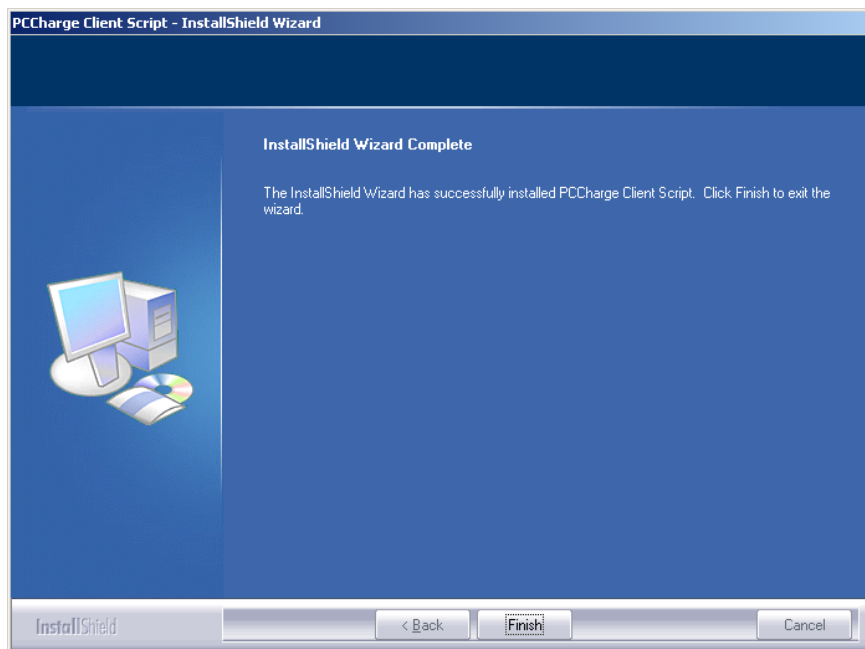 PCCharge Client Script - InstallShield Wizard
InstallShield Wizard Complete
The InstallShield Wizard has successfully installed PCCharge Client Script. Click Finish to exit the
wizard.
InstallShield
< Back
Finish
Cancel